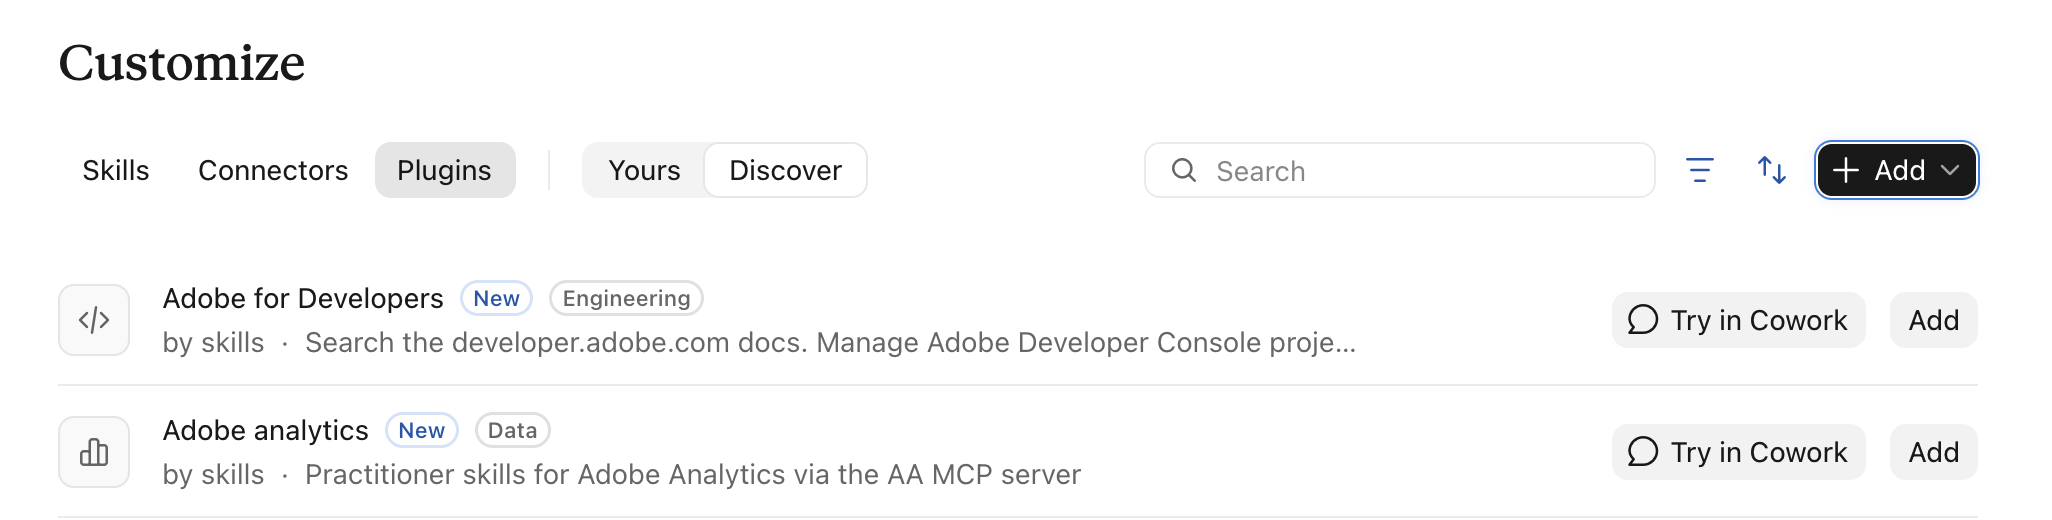 Customize
Skills Connectors Plugins Yours Discover Search Add
Adobe for Developers New Engineering
by skills · Search the developer.adobe.com docs. Manage Adobe Developer Console proje...
Try in Cowork Add
Adobe analytics New Data
by skills · Practitioner skills for Adobe Analytics via the AA MCP server
Try in Cowork Add